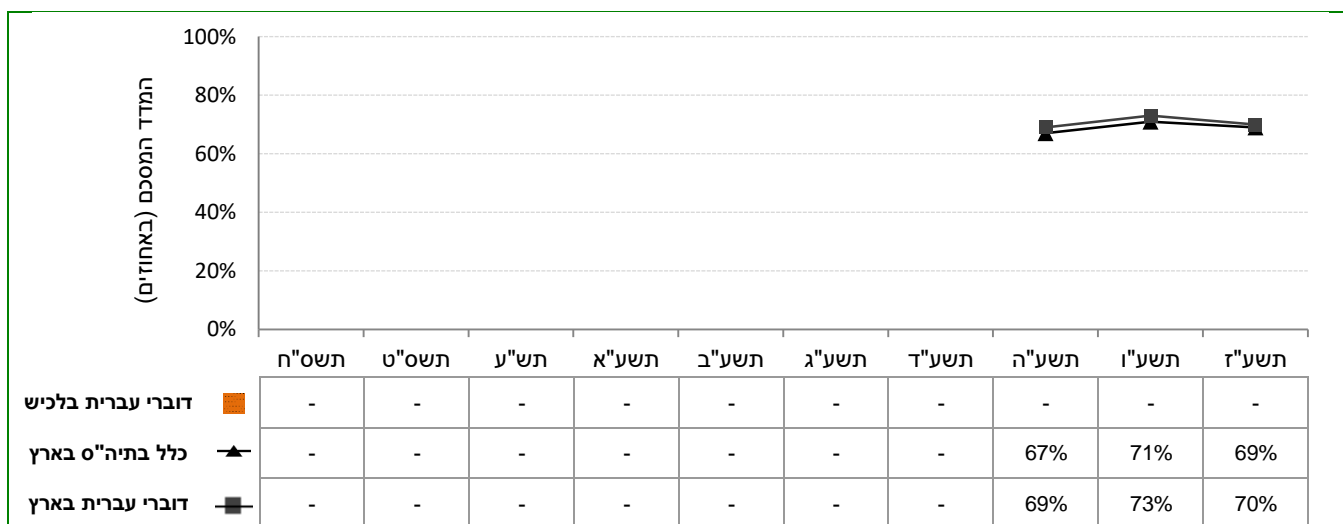 100%
80%
60%
40%
20%
0%
המדד המסכם (באחוזים)
תשס"ח תשס"ט תש"ע תשע"א תשע"ב תשע"ג תשע"ד תשע"ה תשע"ו תשע"ז
דוברי עברית בלכיש - - - - - - - - - -
כלל בתיה"ס בארץ - - - - - - - 67% 71% 69%
דוברי עברית בארץ - - - - - - - 69% 73% 70%